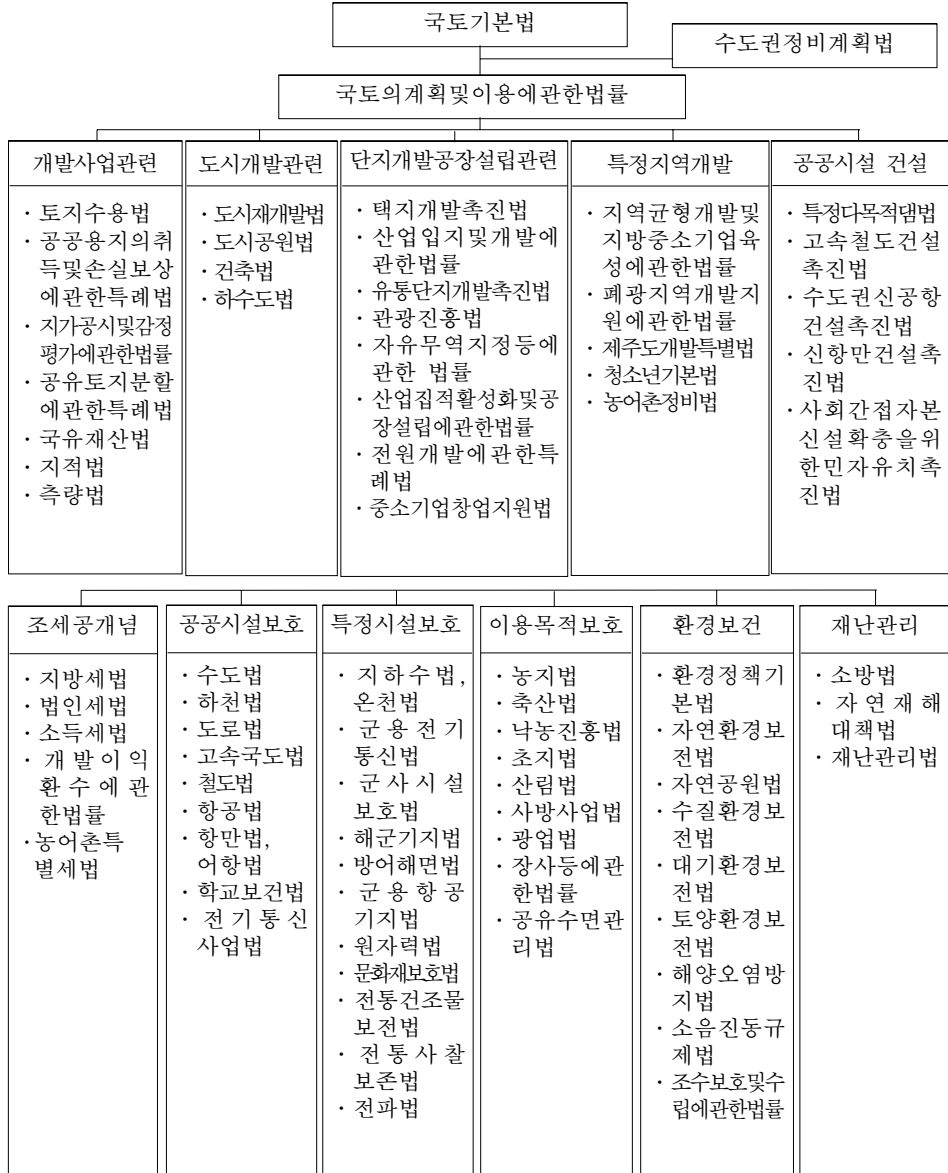 국토기본법
수도권정비계획법
국토의계획및이용에관한법률
개발사업관련
· 토지수용법
· 공공용지의취
득및손실보상
에관한특례법
· 지가공시및감정
평가에관한법률
· 공유토지분할
에관한특례법
· 국유재산법
· 지적법
· 측량법
도시개발관련
· 도시재개발법
· 도시공원법
· 건축법
· 하수도법
단지개발공장설립관련
· 택지개발촉진법
· 산업입지및개발에
관한법률
· 유통단지개발촉진법
· 관광진흥법
· 자유무역지정등에
관한 법률
· 산업집적활성화및공
장설립에관한법률
· 전원개발에관한특
례법
· 중소기업창업지원법
특정지역개발
· 지역균형개발및
지방중소기업육
성에관한법률
· 폐광지역개발지
원에관한법률
· 제주도개발특별법
· 청소년기본법
· 농어촌정비법
공공시설 건설
· 특정다목적댐법
· 고속철도건설
촉진법
· 수도권신공항
건설촉진법
· 신항만건설촉
진법
· 사회간접자본
신설확충을위
한민자유치촉
진법
조세공개념
· 지방세법
· 법인세법
· 소득세법
· 개발이익
환수에관
한법률
· 농어촌특
별세법
공공시설보호
· 수도법
· 하천법
· 도로법
· 고속국도법
· 철도법
· 항공법
· 항만법,
어항법
· 학교보건법
· 전기통신
사업법
특정시설보호
· 지하수법,
온천법
· 군용전기
통신법
· 군사시설
보호법
· 해군기지법
· 방어해면법
· 군용항공
기지법
· 원자력법
· 문화재보호법
· 전통건조물
보전법
· 전통사찰
보존법
· 전파법
이용목적보호
· 농지법
· 축산법
· 낙농진흥법
· 초지법
· 산림법
· 사방사업법
· 광업법
· 장사등에관
한법률
· 공유수면관
리법
환경보건
· 환경정책기
본법
· 자연환경보
전법
· 자연공원법
· 수질환경보
전법
· 대기환경보
전법
· 토양환경보
전법
· 해양오염방
지법
· 소음진동규
제법
· 조수보호및수
립에관한법률
재난관리
· 소방법
· 자연재해
대책법
· 재난관리법